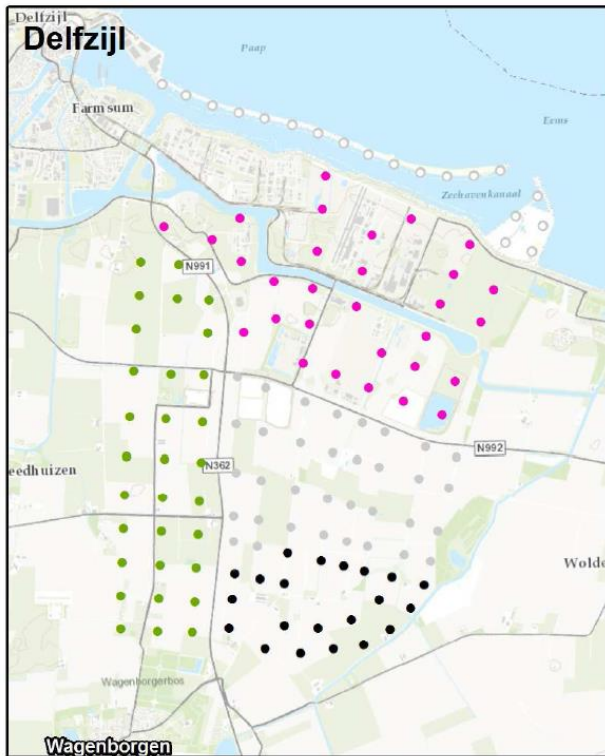 Delfzijl
Delfzijl
Paap
Farmsum
Eems
Zeehavenkanaal
N991
N992
eedhuizen
N362
Wolde
Wagenborgerbos
Wagenborgen